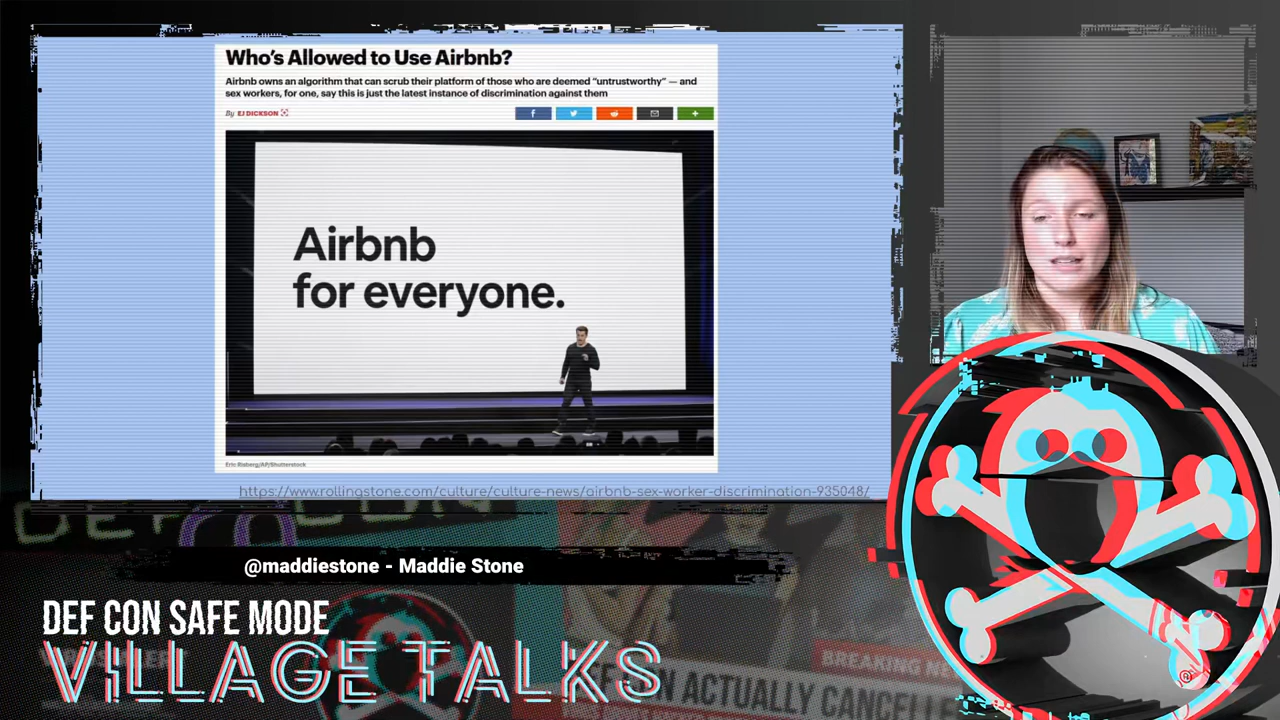 Who's Allowed to Use Airbnb?
Airbnb owns an algorithm that can scrub their platform of those who are deemed "untrustworthy" — and
sex workers, for one, say this is just the latest instance of discrimination against them
By EJ DICKSON
Airbnb
for everyone.
Eric Risberg/AP/Shutterstock
https://www.rollingstone.com/culture/culture-news/airbnb-sex-worker-discrimination-935048/
DEF CON
@maddiestone - Maddie Stone
DEF CON SAFE MODE
VILLAGE TALKS
BREAKING
ACTUALLY